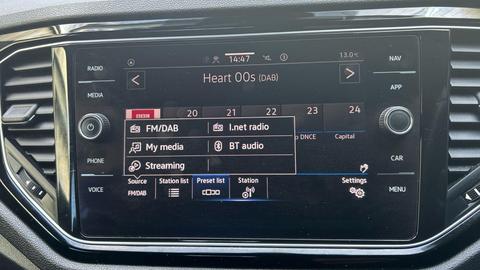 14:47
13.0°C
RADIO
Heart 00s (DAB)
NAV
MEDIA
APP
BBC
20 21 22 23 24
FM/DAB
I.net radio
DNCE
Capital
My media
BT audio
PHONE
Streaming
CAR
VOICE
Source
Station list
Preset list
Station
Settings
MENU
FM/DAB